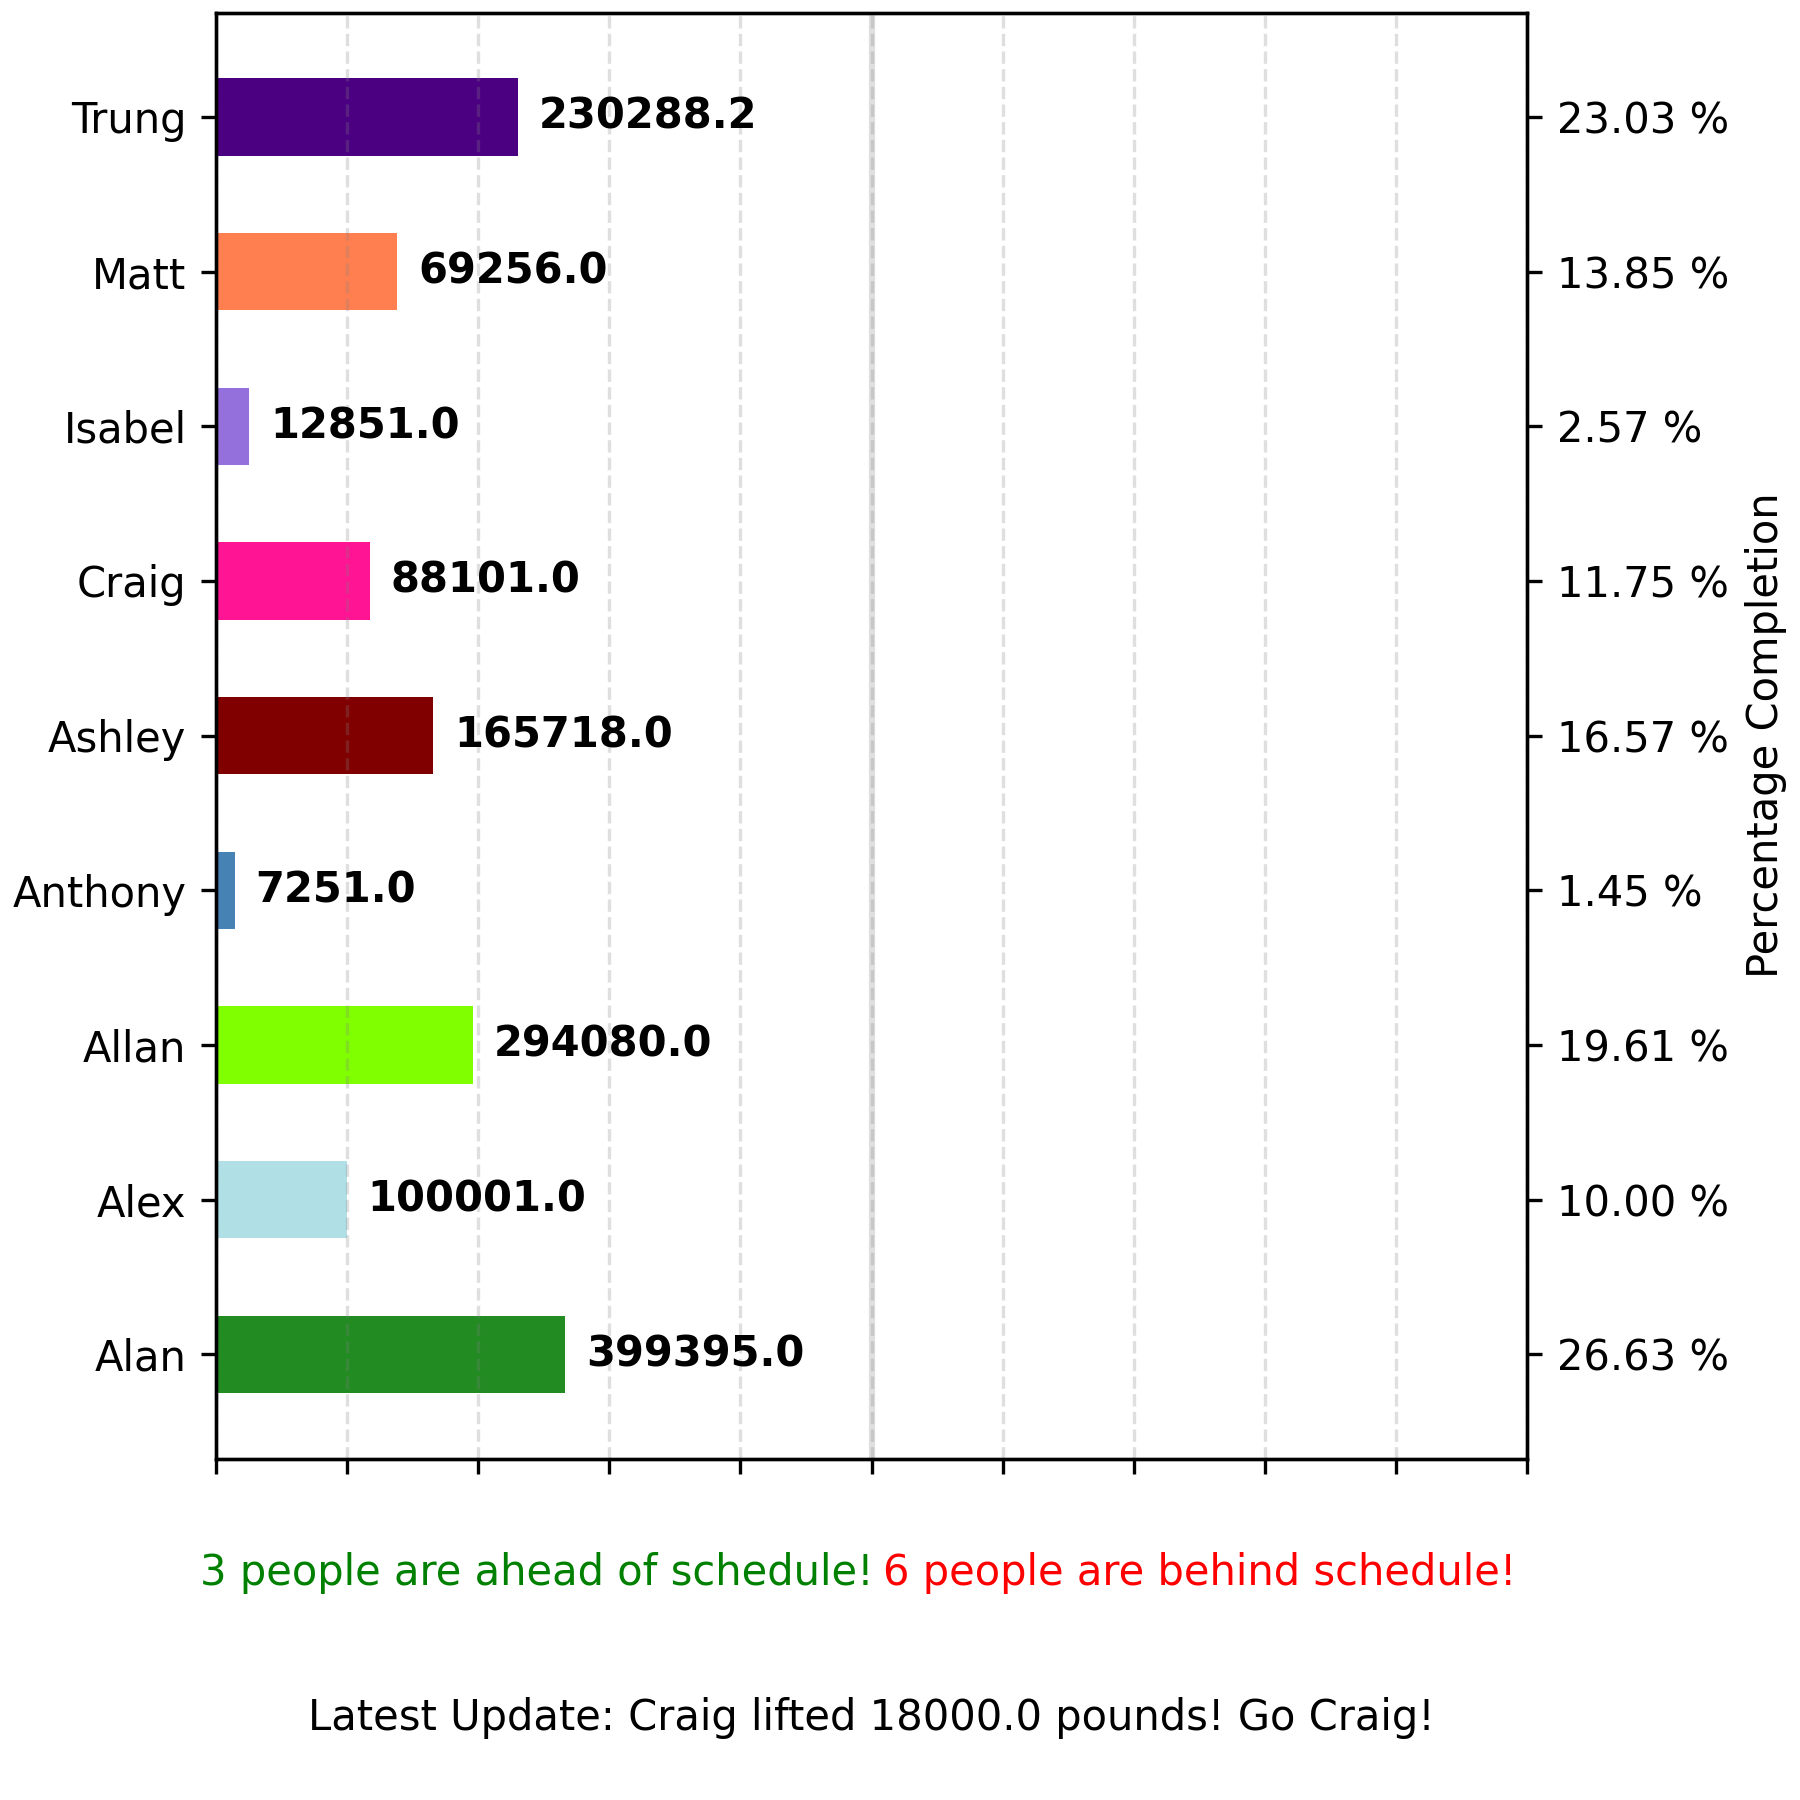 Trung 230288.2 23.03 %
Matt 69256.0 13.85 %
Isabel 12851.0 2.57 %
Craig 88101.0 11.75 %
Ashley 165718.0 16.57 %
Anthony 7251.0 1.45 %
Allan 294080.0 19.61 %
Alex 100001.0 10.00 %
Alan 399395.0 26.63 %
Percentage Completion
3 people are ahead of schedule! 6 people are behind schedule!
Latest Update: Craig lifted 18000.0 pounds! Go Craig!